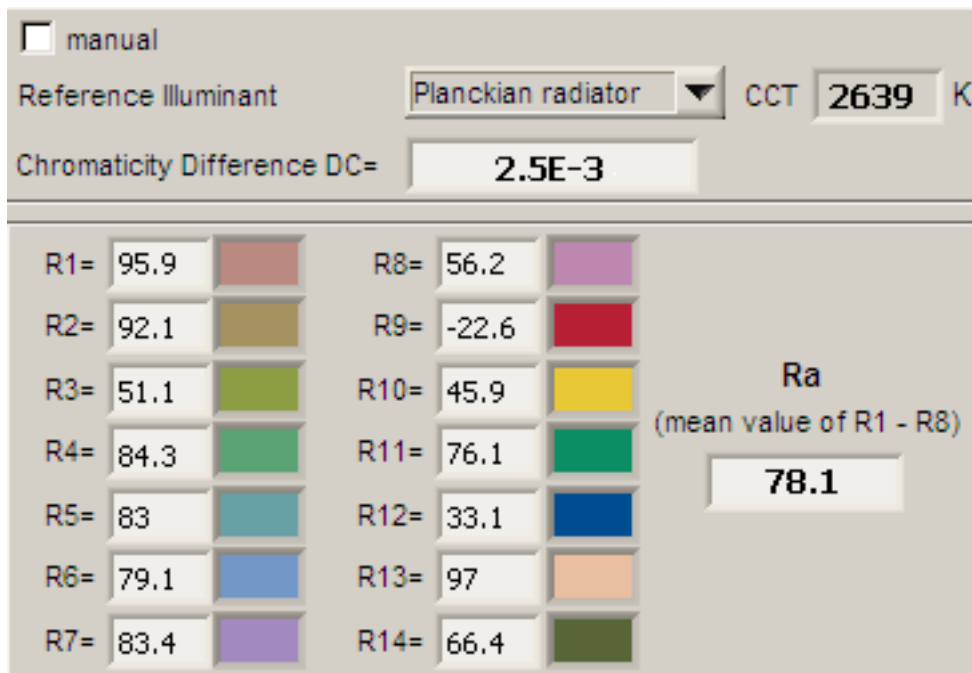 manual
Reference Illuminant Planckian radiator CCT 2639 K
Chromaticity Difference DC= 2.5E-3
R1= 95.9 R8= 56.2
R2= 92.1 R9= -22.6
R3= 51.1 R10= 45.9
R4= 84.3 R11= 76.1
R5= 83 R12= 33.1
R6= 79.1 R13= 97
R7= 83.4 R14= 66.4
Ra
(mean value of R1 - R8)
78.1